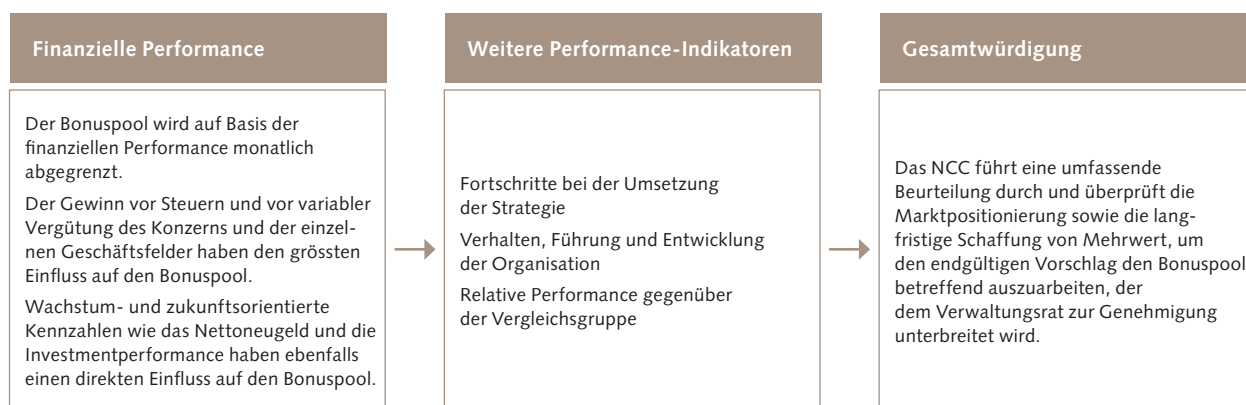 Finanzielle Performance
Der Bonuspool wird auf Basis der
finanziellen Performance monatlich
abgegrenzt.
Der Gewinn vor Steuern und vor variabler
Vergütung des Konzerns und der einzel-
nen Geschäftsfelder haben den grössten
Einfluss auf den Bonuspool.
Wachstum- und zukunftsorientierte
Kennzahlen wie das Nettoneugeld und die
Investmentperformance haben ebenfalls
einen direkten Einfluss auf den Bonuspool.
Weitere Performance-Indikatoren
Fortschritte bei der Umsetzung
der Strategie
Verhalten, Führung und Entwicklung
der Organisation
Relative Performance gegenüber
der Vergleichsgruppe
Gesamtwürdigung
Das NCC führt eine umfassende
Beurteilung durch und überprüft die
Marktpositionierung sowie die lang-
fristige Schaffung von Mehrwert, um
den endgültigen Vorschlag den Bonuspool
betreffend auszuarbeiten, der
dem Verwaltungsrat zur Genehmigung
unterbreitet wird.